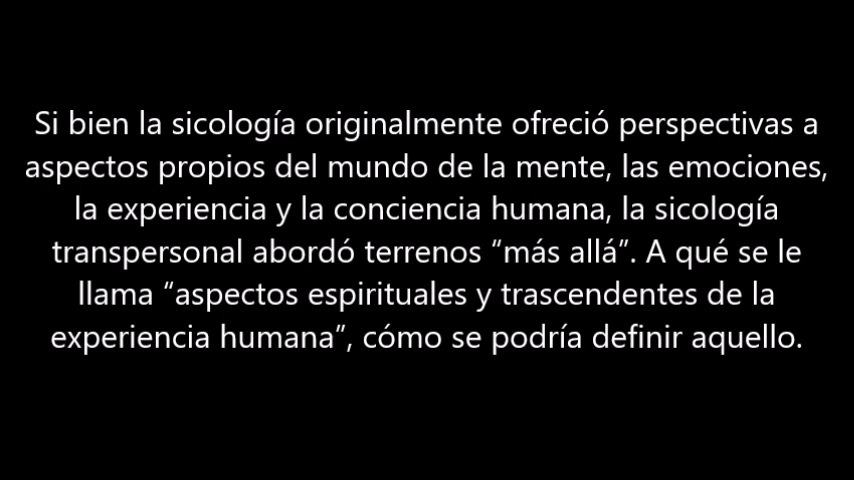 Si bien la sicología originalmente ofreció perspectivas a
aspectos propios del mundo de la mente, las emociones,
la experiencia y la conciencia humana, la sicología
transpersonal abordó terrenos “más allá”. A qué se le
llama “aspectos espirituales y trascendentes de la
experiencia humana”, cómo se podría definir aquello.